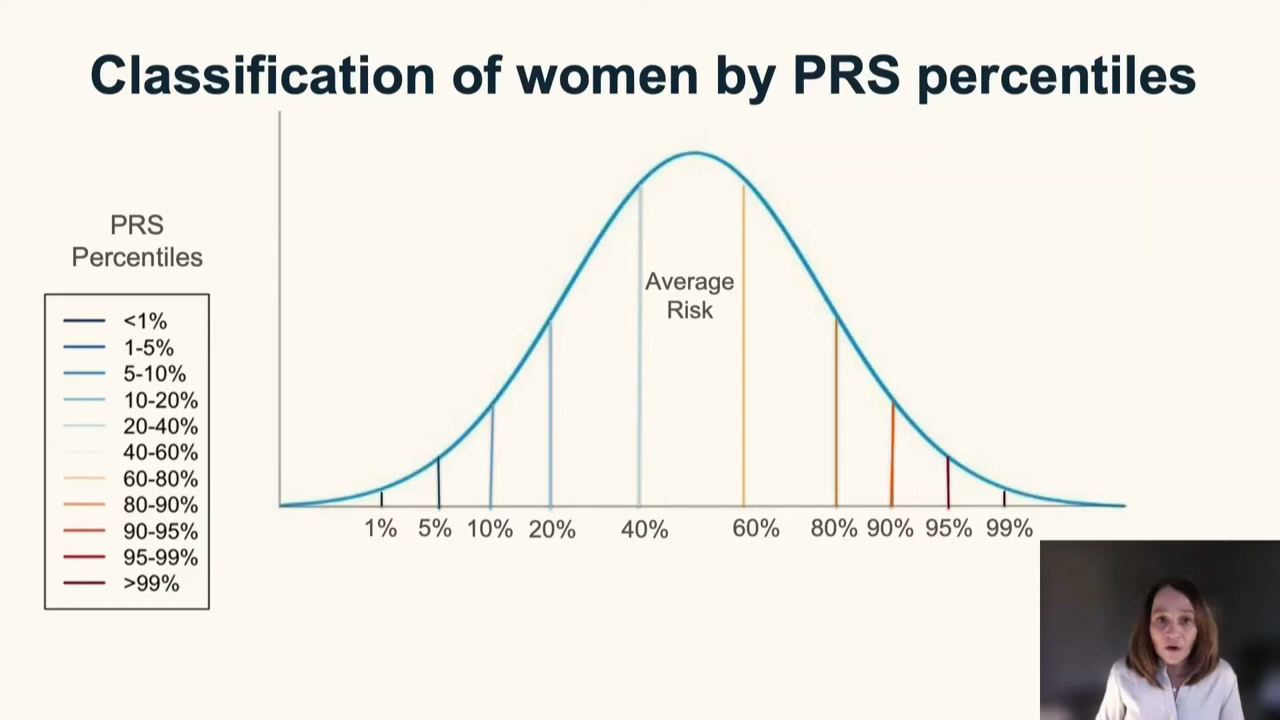 Classification of women by PRS percentiles
PRS
Percentiles
<1%
1-5%
5-10%
10-20%
20-40%
40-60%
60-80%
80-90%
90-95%
95-99%
>99%
Average
Risk
1% 5% 10% 20% 40% 60% 80% 90% 95% 99%